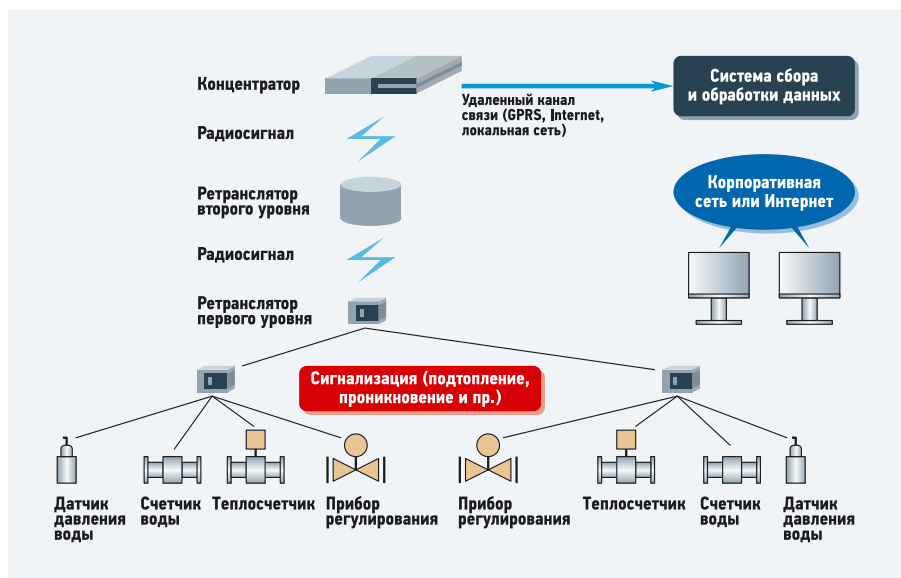 Концентратор
Удаленный канал
связи (GPRS, Internet,
локальная сеть)
Система сбора
и обработки данных
Радиосигнал
Ретранслятор
второго уровня
Корпоративная
сеть или Интернет
Радиосигнал
Ретранслятор
первого уровня
Сигнализация (подтопление,
проникновение и пр.)
Датчик
давления
воды
Счетчик
воды
Теплосчетчик
Прибор
регулирования
Прибор
регулирования
Теплосчетчик
Счетчик
воды
Датчик
давления
воды